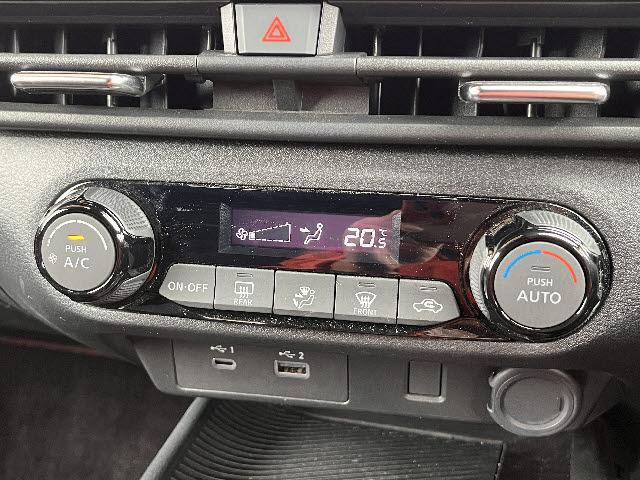 20.5°C
PUSH
A/C
ON·OFF
REAR
FRONT
PUSH
AUTO
1
2